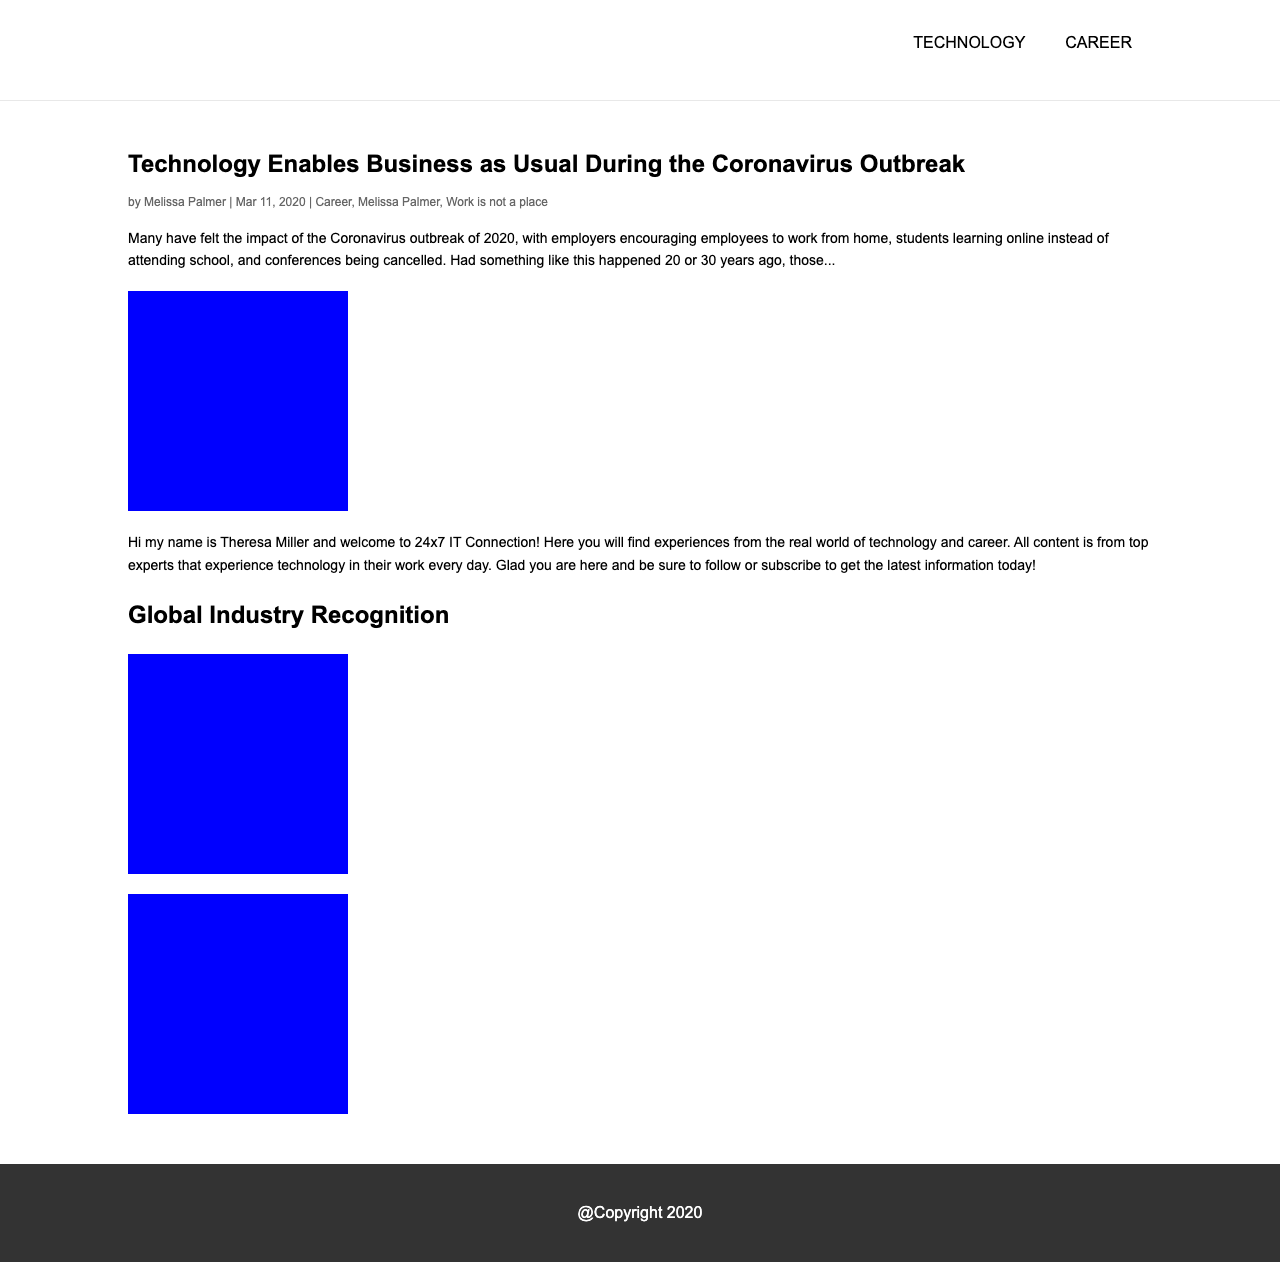 TECHNOLOGY CAREER
Technology Enables Business as Usual During the Coronavirus Outbreak
by Melissa Palmer | Mar 11, 2020 | Career, Melissa Palmer, Work is not a place
Many have felt the impact of the Coronavirus outbreak of 2020, with employers encouraging employees to work from home, students learning online instead of
attending school, and conferences being cancelled. Had something like this happened 20 or 30 years ago, those...
Hi my name is Theresa Miller and welcome to 24x7 IT Connection! Here you will find experiences from the real world of technology and career. All content is from top
experts that experience technology in their work every day. Glad you are here and be sure to follow or subscribe to get the latest information today!
Global Industry Recognition
@Copyright 2020